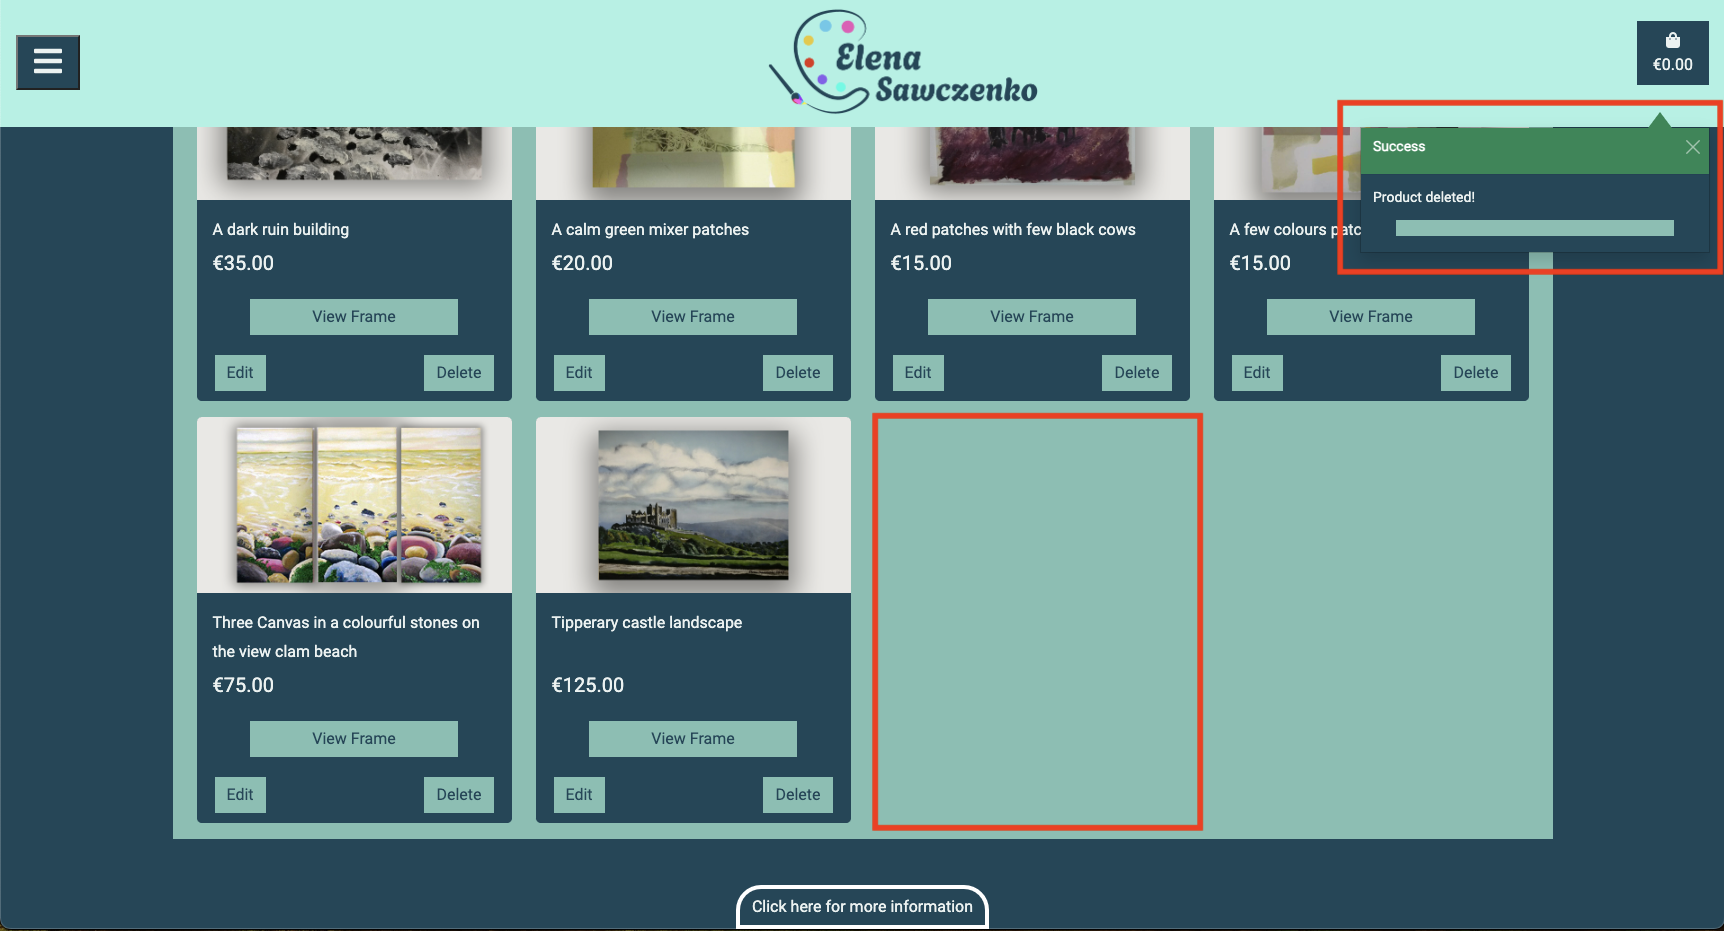 Elena
Sawczenko
€0.00
Success
Product deleted!
A dark ruin building
€35.00
View Frame
Edit
Delete
A calm green mixer patches
€20.00
View Frame
Edit
Delete
A red patches with few black cows
€15.00
View Frame
Edit
Delete
A few colours patc
€15.00
View Frame
Edit
Delete
Three Canvas in a colourful stones on
the view clam beach
€75.00
View Frame
Edit
Delete
Tipperary castle landscape
€125.00
View Frame
Edit
Delete
Click here for more information